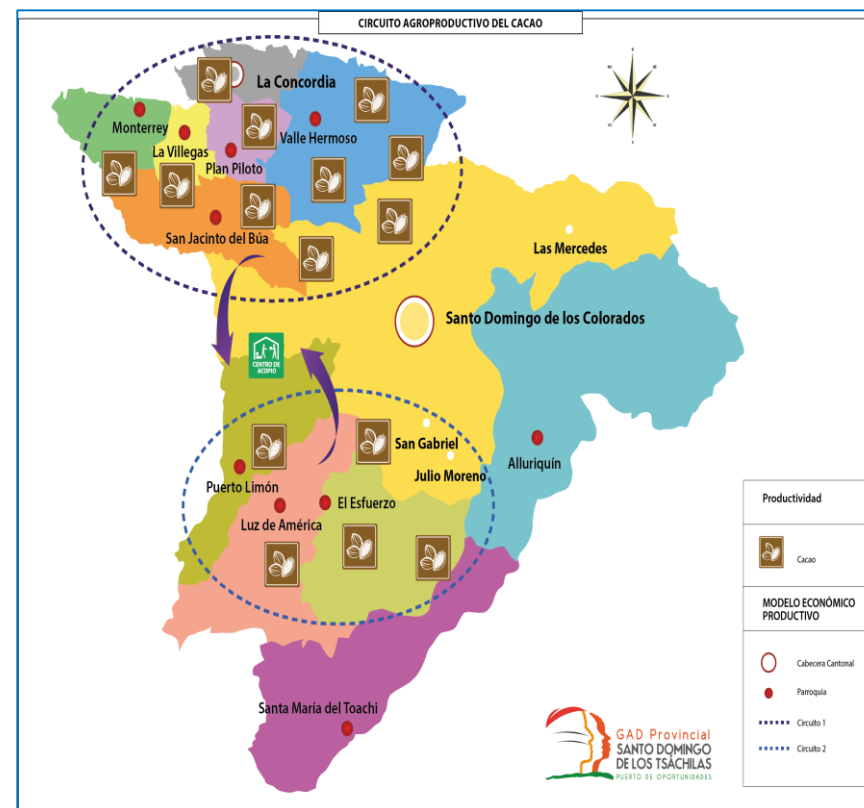 CIRCUITO AGROPRODUCTIVO DEL CACAO
La Concordia
Monterrey
La Villegas
Valle Hermoso
Plan Piloto
San Jacinto del Búa
Las Mercedes
Santo Domingo de los Colorados
CENTRO DE
ACOPIO
San Gabriel
Alluriquín
Julio Moreno
Puerto Limón
El Esfuerzo
Luz de América
Santa María del Toachi
Productividad
Cacao
MODELO ECONÓMICO
PRODUCTIVO
Cabecera Cantonal
Parroquia
Circuito 1
Circuito 2
GAD Provincial
SANTO DOMINGO
DE LOS TSÁCHILAS
PUERTO DE OPORTUNIDADES